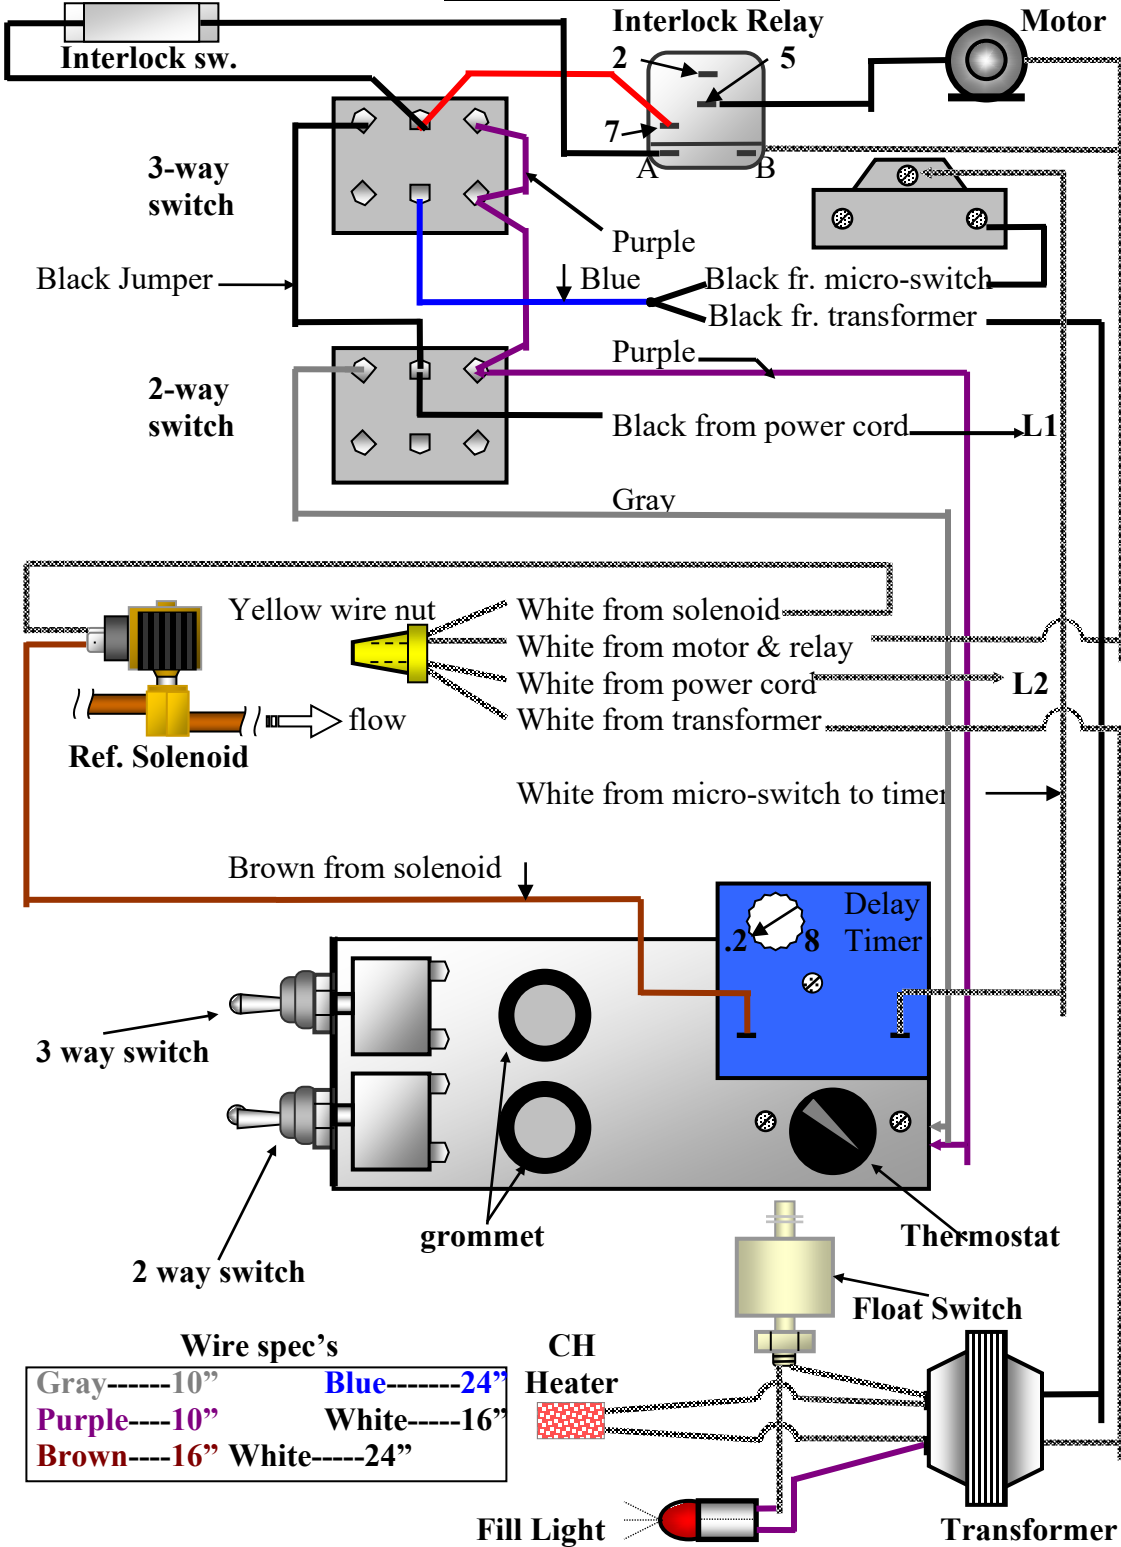 Interlock Relay
Motor
Interlock sw.
2
5
7
A
B
3-way
switch
Purple
Black Jumper
Blue
Black fr. micro-switch
Black fr. transformer
Purple
2-way
switch
Black from power cord
L1
Gray
Yellow wire nut
White from solenoid
White from motor & relay
White from power cord
L2
White from transformer
flow
Ref. Solenoid
White from micro-switch to timer
Brown from solenoid
Delay
Timer
.2
8
3 way switch
grommet
Thermostat
2 way switch
Float Switch
Wire spec's
CH
Heater
Gray------10”
Blue--------24”
Purple----10”
White------16”
Brown----16” White-----24”
Fill Light
Transformer